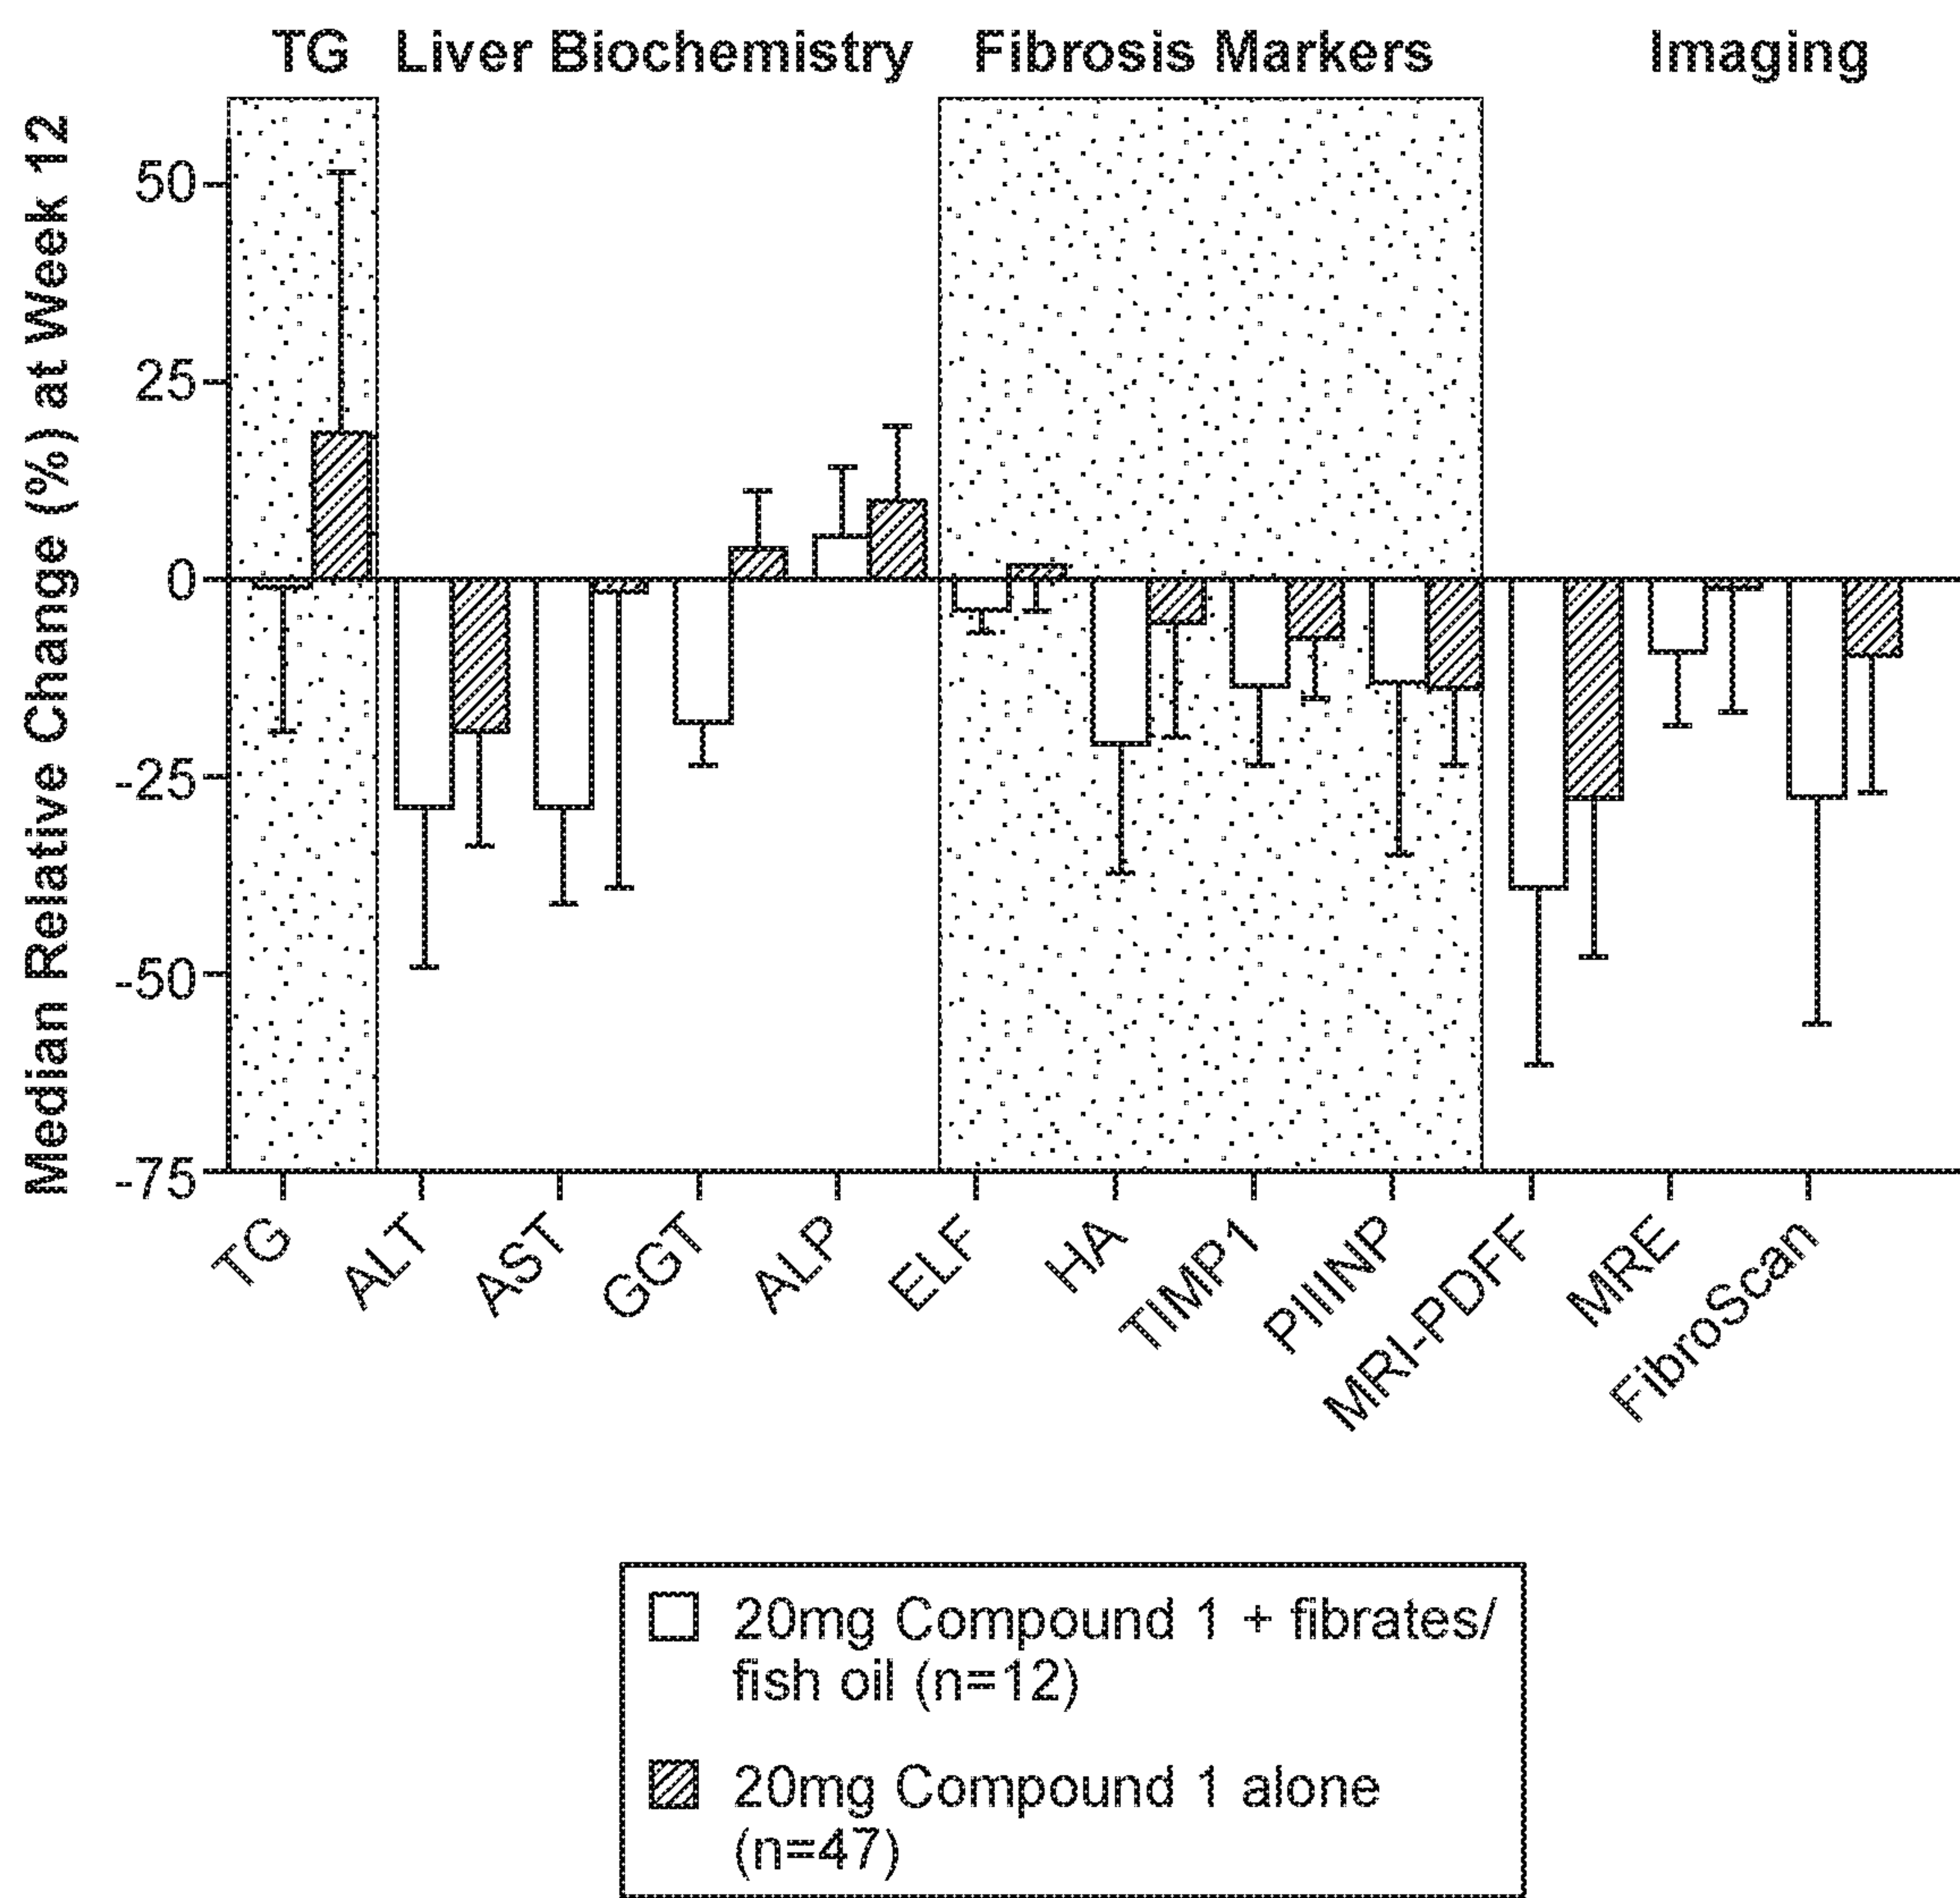 TG Liver Biochemistry Fibrosis Markers Imaging
Median Relative Change (%) at Week 12
50
25
0
-25
-50
-75
TG
ALT
AST
GGT
ALP
ELF
HA
TIMP1
PIIINP
MRI-PDFF
MRE
FibroScan
20mg Compound 1 + fibrates/
fish oil (n=12)
20mg Compound 1 alone
(n=47)